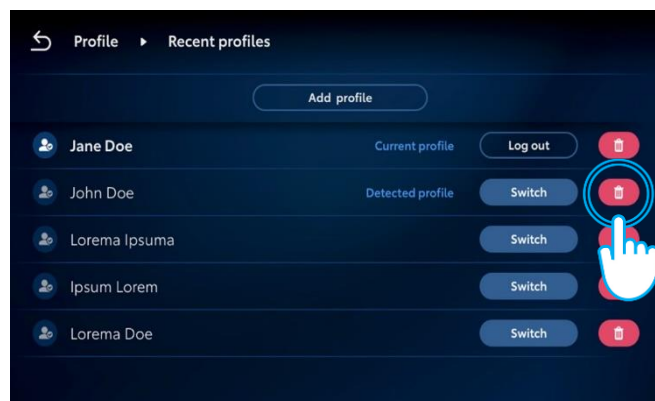 Profile ▸ Recent profiles
Add profile
Jane Doe Current profile Log out
John Doe Detected profile Switch
Lorema Ipsuma Switch
Ipsum Lorem Switch
Lorema Doe Switch